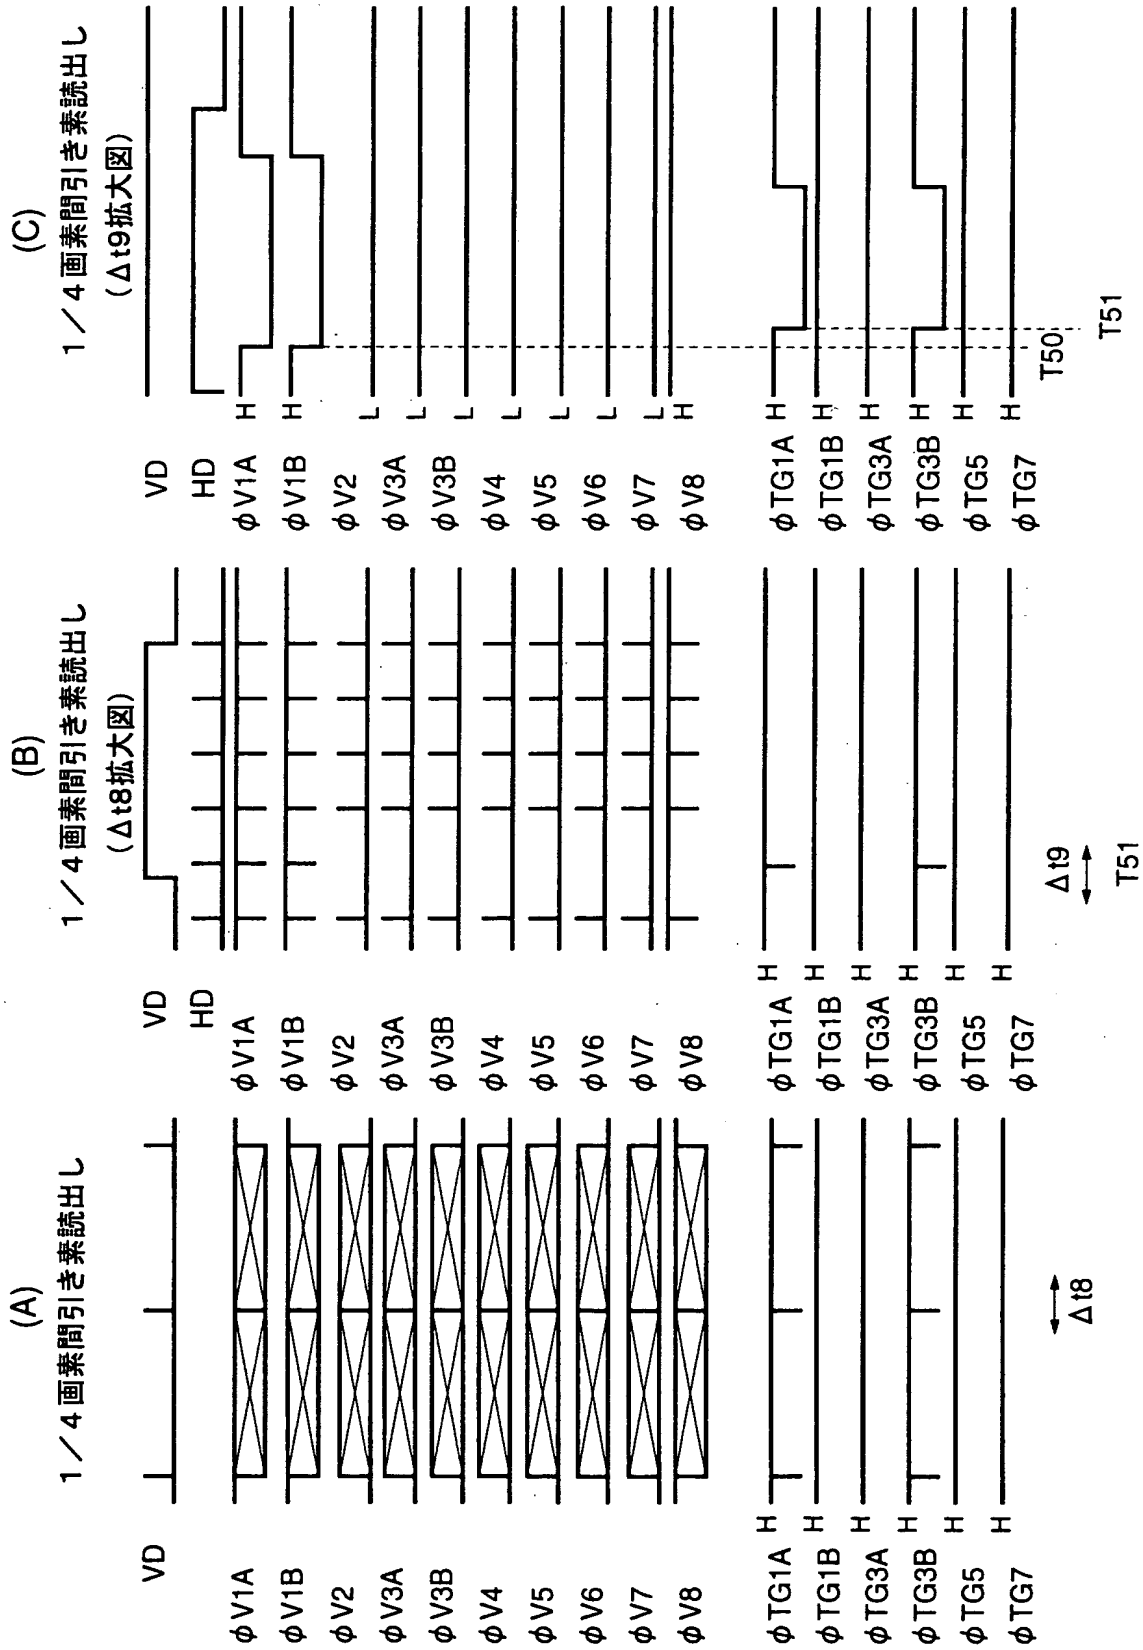 (A)
1/4画素間引き素読出し
VD
φV1A
φV1B
φV2
φV3A
φV3B
φV4
φV5
φV6
φV7
φV8
φTG1A H
φTG1B H
φTG3A H
φTG3B H
φTG5 H
φTG7 H
Δt8
(B)
1/4画素間引き素読出し
(Δt8拡大図)
VD
HD
φV1A
φV1B
φV2
φV3A
φV3B
φV4
φV5
φV6
φV7
φV8
φTG1A H
φTG1B H
φTG3A H
φTG3B H
φTG5 H
φTG7 H
Δt9
T51
(C)
1/4画素間引き素読出し
(Δt9拡大図)
VD
HD
φV1A H
φV1B H
φV2 L
φV3A L
φV3B L
φV4 L
φV5 L
φV6 L
φV7 L
φV8 H
φTG1A H
φTG1B H
φTG3A H
φTG3B H
φTG5 H
φTG7 H
T50
T51